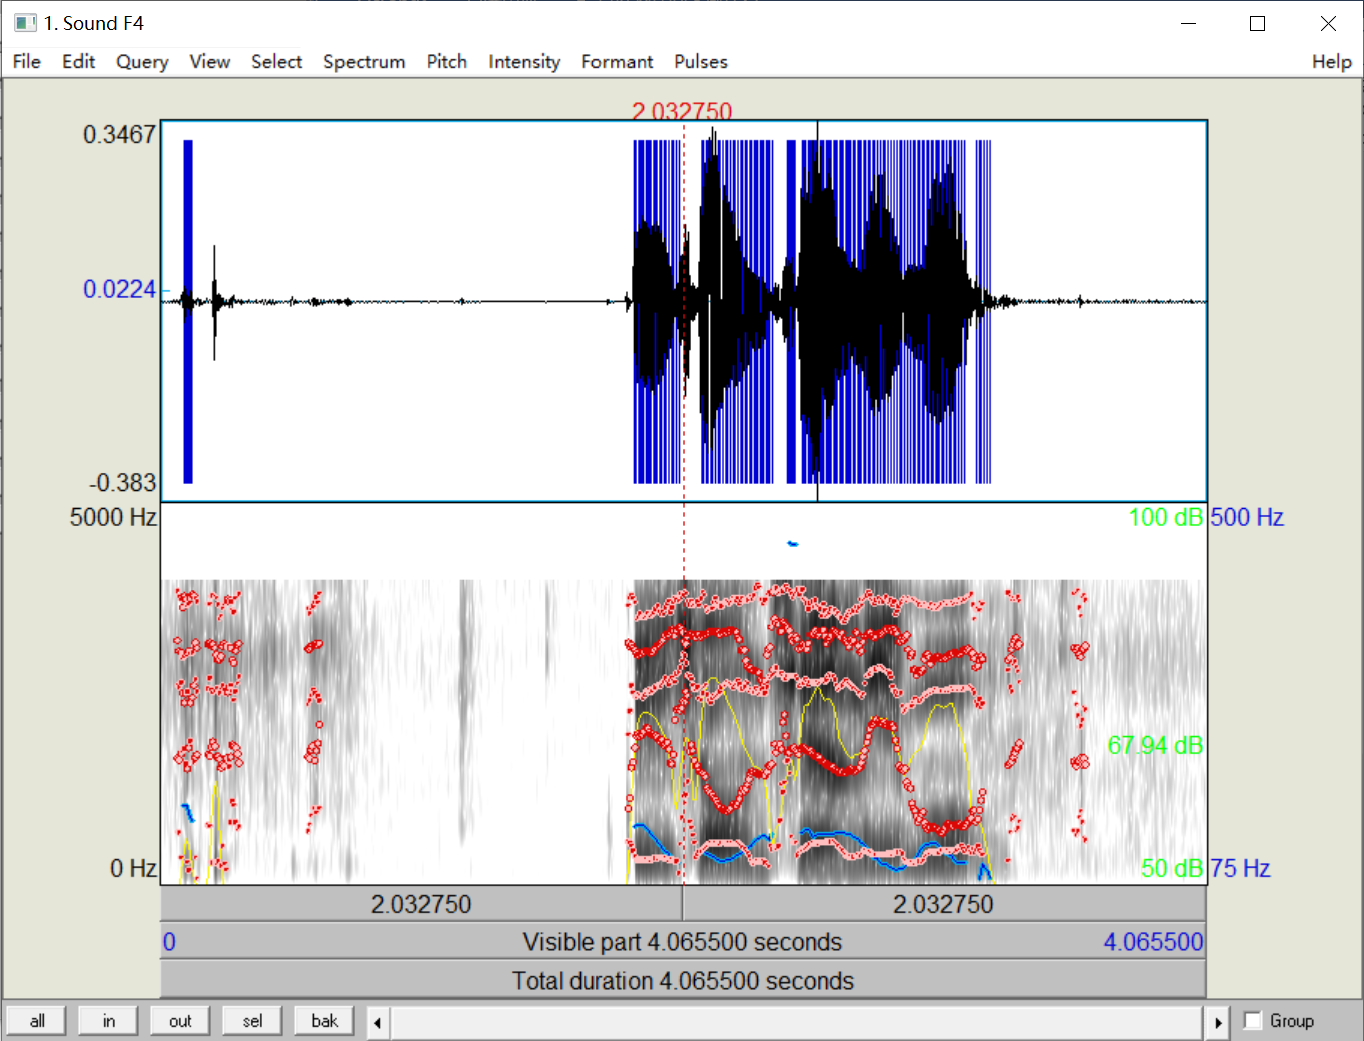 1. Sound F4
File Edit Query View Select Spectrum Pitch Intensity Formant Pulses Help
2.032750
0.3467
0.0224
-0.383
5000 Hz 100 dB 500 Hz
67.94 dB
0 Hz 50 dB 75 Hz
2.032750 2.032750
0 Visible part 4.065500 seconds 4.065500
Total duration 4.065500 seconds
all in out sel bak Group